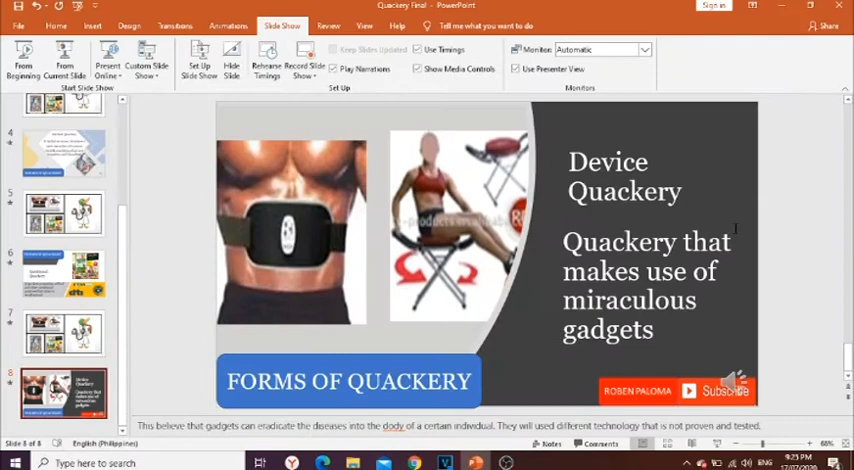 Quackery Final - PowerPoint
Sign in
File Home Insert Design Transitions Animations Slide Show Review View Help Tell me what you want to do Share
From Beginning
From Current Slide
Present Online
Custom Slide Show
Set Up Slide Show
Hide Slide
Rehearse Timings
Record Slide Show
Keep Slides Updated
Play Narrations
Use Timings
Show Media Controls
Monitor: Automatic
Use Presenter View
Start Slide Show
Set Up
Monitors
4
5
6
7
8
Device
Quackery
Quackery that
makes use of
miraculous
gadgets
FORMS OF QUACKERY
ROBEN PALOMA
Subscribe
This believe that gadgets can eradicate the diseases into the dody of a certain individual. They will used different technology that is not proven and tested.
Slide 8 of 8 English (Philippines) Notes Comments 68%
Type here to search
ENG
9:25 PM
17/07/2020